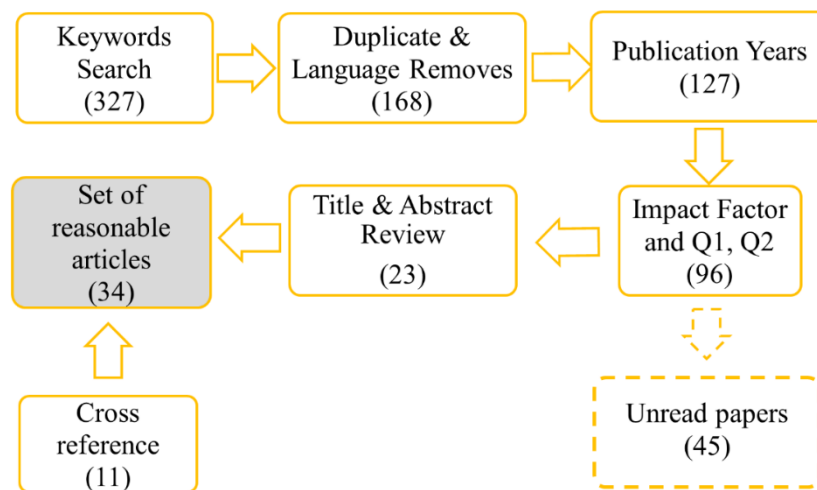 Keywords
Search
(327)
Duplicate &
Language Removes
(168)
Publication Years
(127)
Impact Factor
and Q1, Q2
(96)
Title & Abstract
Review
(23)
Set of
reasonable
articles
(34)
Cross
reference
(11)
Unread papers
(45)